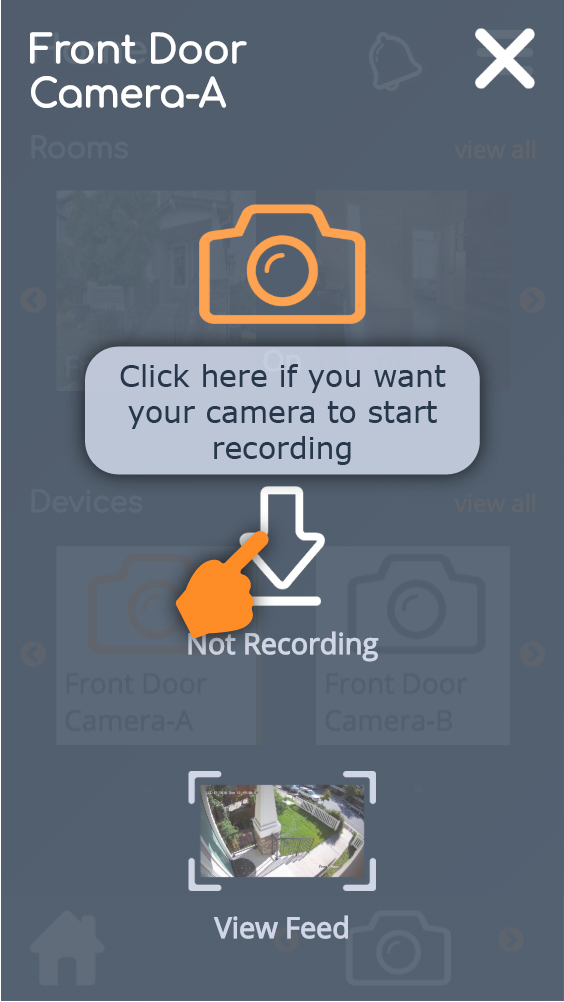 Front Door
Camera-A
Rooms
view all
On
Click here if you want
your camera to start
recording
Devices
view all
Not Recording
Front Door
Camera-A
Front Door
Camera-B
View Feed